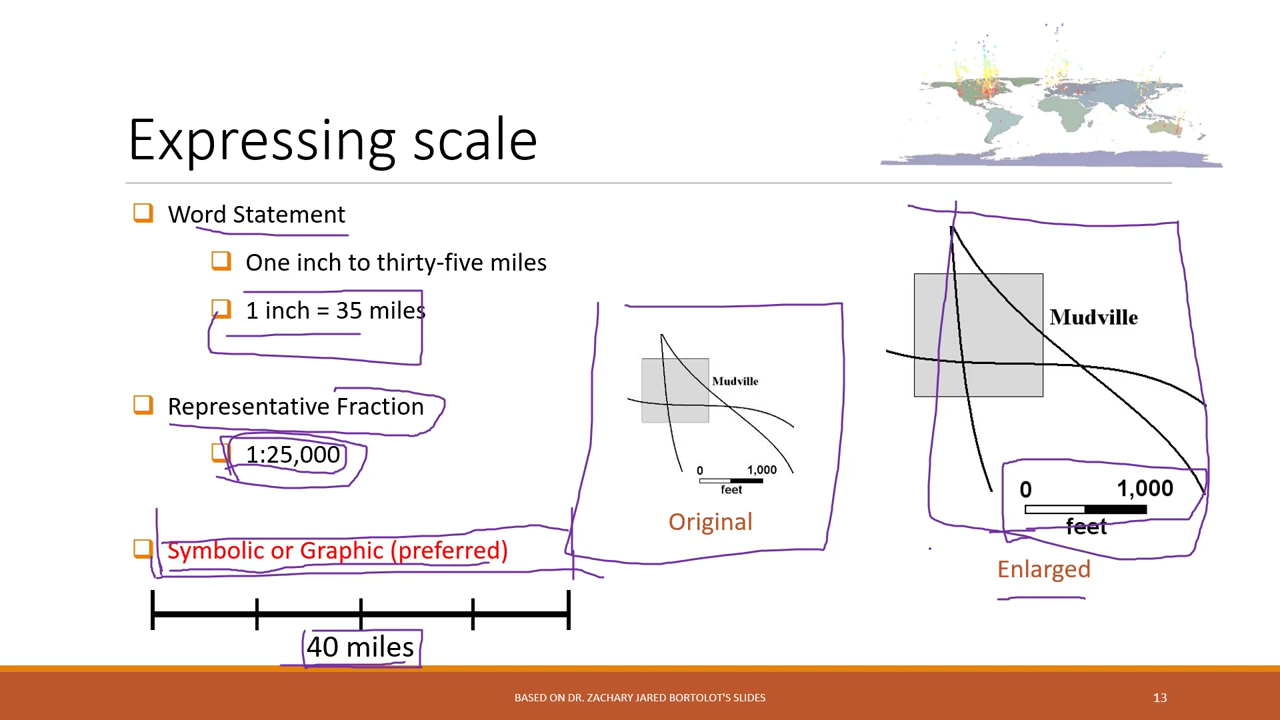 Expressing scale
Word Statement
One inch to thirty-five miles
1 inch = 35 miles
Representative Fraction
1:25,000
Symbolic or Graphic (preferred)
40 miles
Mudville
0 1,000
feet
Original
Mudville
0 1,000
feet
Enlarged
BASED ON DR. ZACHARY JARED BORTOLOT'S SLIDES
13